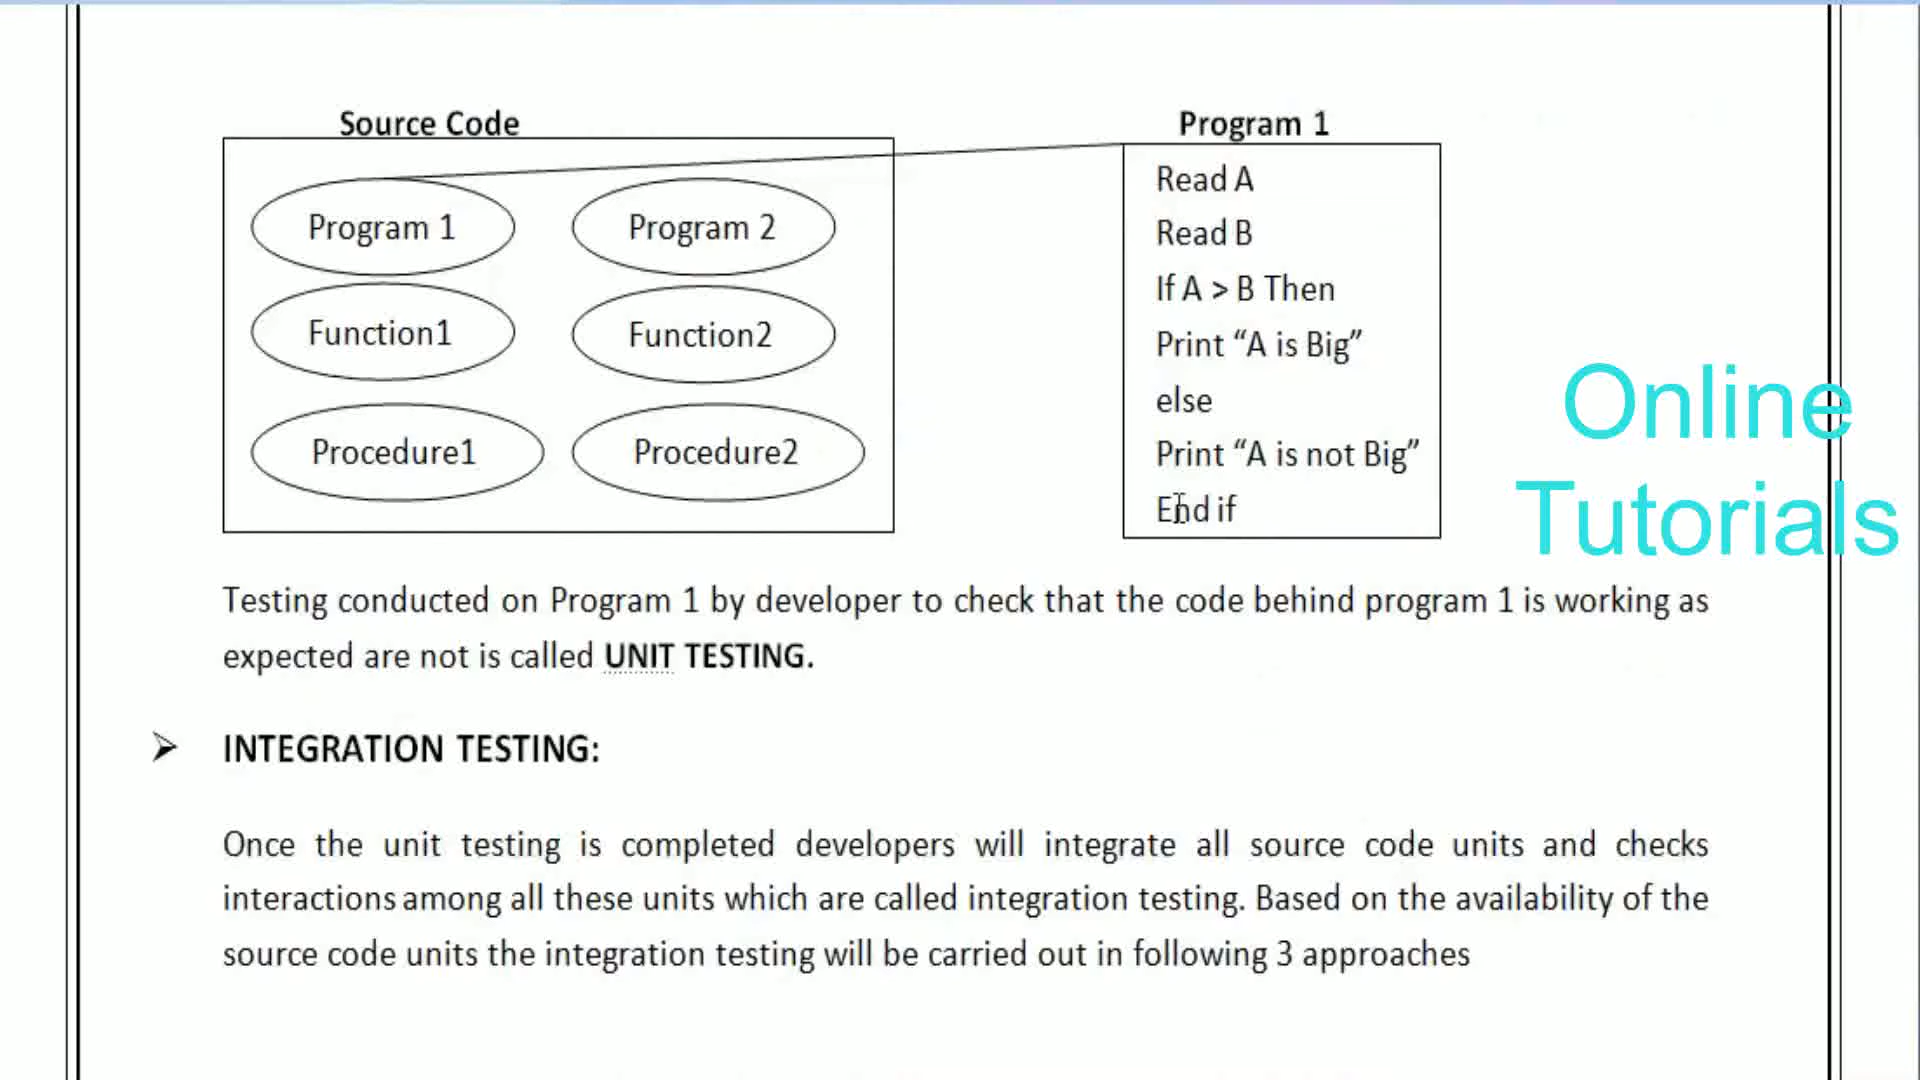 Source Code
Program 1
Program 1
Program 2
Function1
Function2
Procedure1
Procedure2
Read A
Read B
If A > B Then
Print “A is Big”
else
Print “A is not Big”
End if
Online
Tutorials
Testing conducted on Program 1 by developer to check that the code behind program 1 is working as
expected are not is called UNIT TESTING.
➢ INTEGRATION TESTING:
Once the unit testing is completed developers will integrate all source code units and checks
interactions among all these units which are called integration testing. Based on the availability of the
source code units the integration testing will be carried out in following 3 approaches